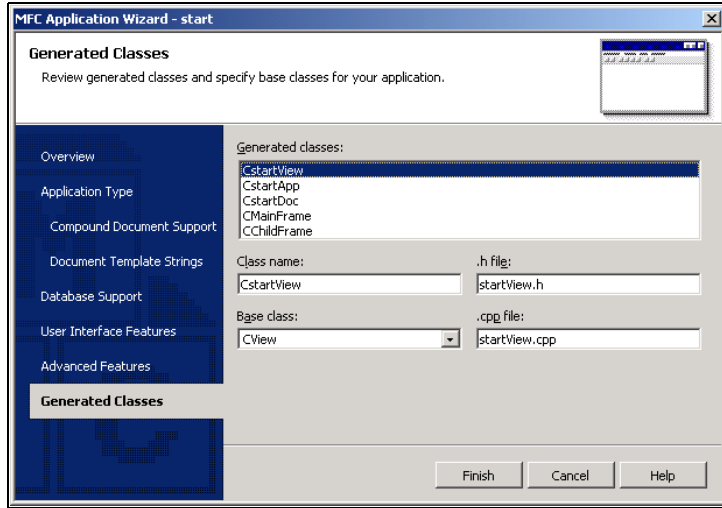 MFC Application Wizard - start
Generated Classes
Review generated classes and specify base classes for your application.
Overview
Application Type
Compound Document Support
Document Template Strings
Database Support
User Interface Features
Advanced Features
Generated Classes
Generated classes:
CstartView
CstartApp
CstartDoc
CMainFrame
CChildFrame
Class name:
.h file:
CstartView
startView.h
Base class:
.cpp file:
CView
startView.cpp
Finish
Cancel
Help